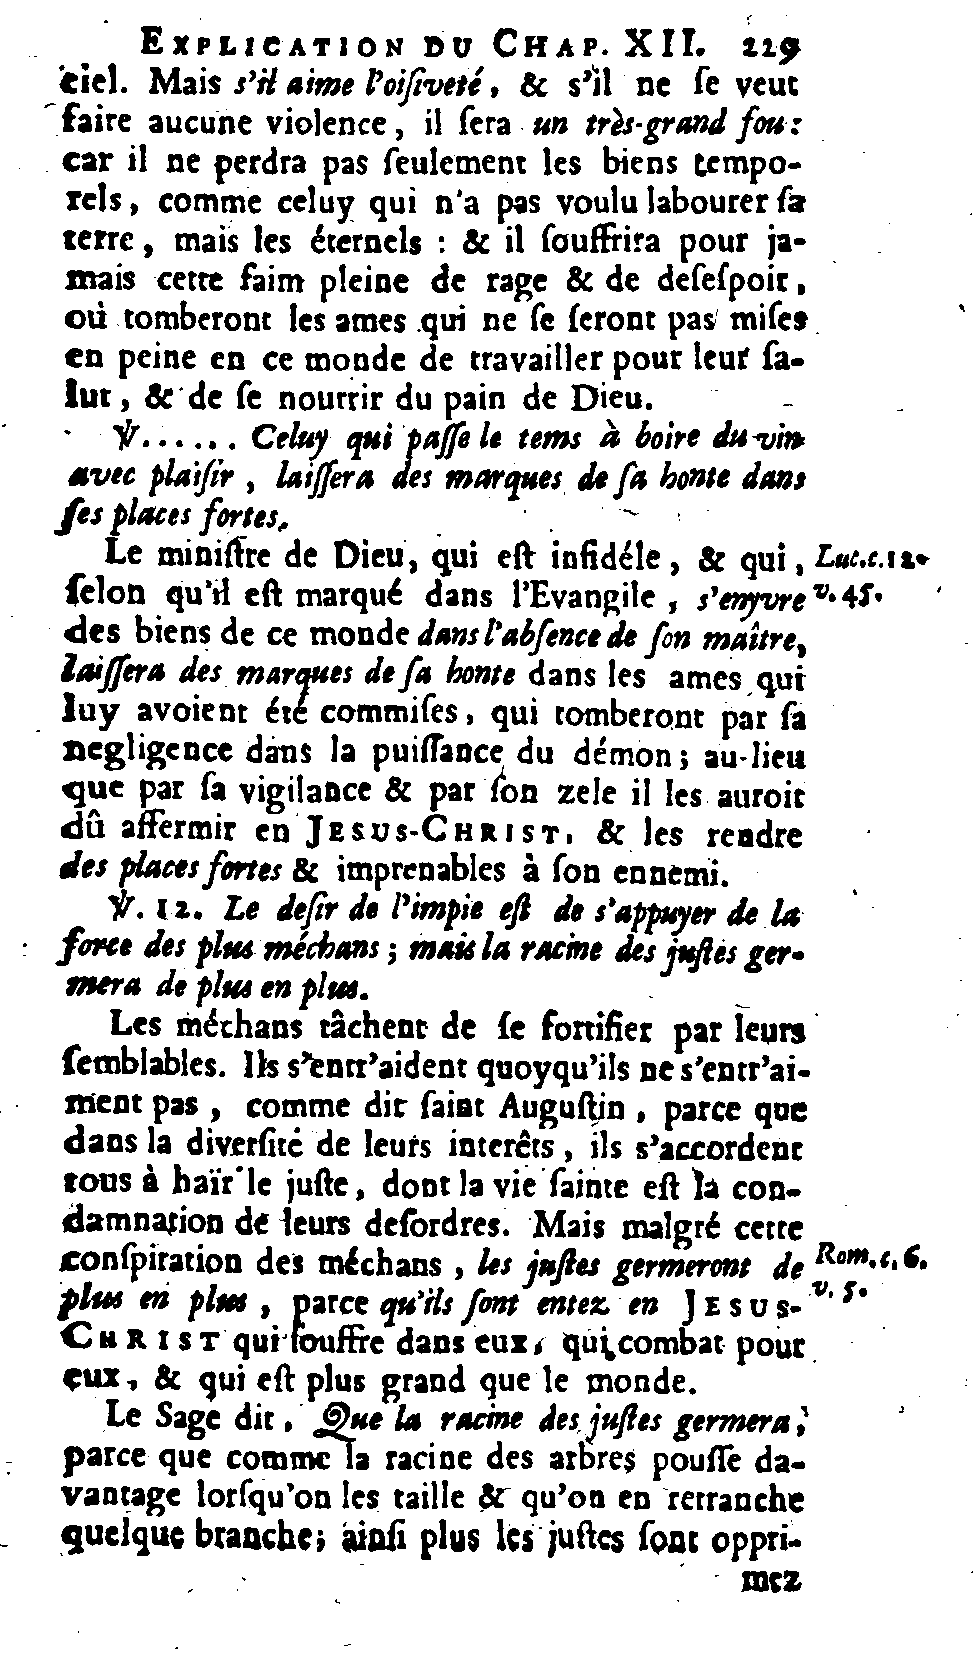 EXPLICATION DU CHAP. XII. 229
ciel. Mais s'il aime l'oiſiveté, & s'il ne ſe veut
faire aucune violence, il ſera un très-grand fou:
car il ne perdra pas ſeulement les biens tempo-
rels, comme celuy qui n'a pas voulu labourer ſa
terre, mais les éternels : & il ſouffrira pour ja-
mais cette faim pleine de rage & de deſeſpoir,
où tomberont les ames qui ne ſe ſeront pas miſes
en peine en ce monde de travailler pour leur ſa-
lut, & de ſe nourrir du pain de Dieu.
℣...... Celuy qui paſſe le tems à boire du vin
avec plaiſir, laiſſera des marques de ſa honte dans
ſes places fortes.
Le miniſtre de Dieu, qui eſt infidéle, & qui, Luc.c.12.
ſelon qu'il eſt marqué dans l'Evangile, s'enyvre v. 45.
des biens de ce monde dans l'abſence de ſon maître,
laiſſera des marques de ſa honte dans les ames qui
luy avoient été commiſes, qui tomberont par ſa
negligence dans la puiſſance du démon; au-lieu
que par ſa vigilance & par ſon zele il les auroit
dû affermir en JESUS-CHRIST, & les rendre
des places fortes & imprenables à ſon ennemi.
℣. 12. Le deſir de l'impie eſt de s'appuyer de la
force des plus méchans; mais la racine des juſtes ger-
mera de plus en plus.
Les méchans tâchent de ſe fortifier par leurs
ſemblables. Ils s'entr'aident quoyqu'ils ne s'entr'ai-
ment pas, comme dit ſaint Auguſtin, parce que
dans la diverſité de leurs interêts, ils s'accordent
tous à haïr le juſte, dont la vie ſainte eſt la con-
damnation de leurs deſordres. Mais malgré cette
conſpiration des méchans, les juſtes germeront de Rom. c. 6.
plus en plus, parce qu'ils ſont entez en JESUS- v. 5.
CHRIST qui ſouffre dans eux, qui combat pour
eux, & qui eſt plus grand que le monde.
Le Sage dit, Que la racine des juſtes germera,
parce que comme la racine des arbres pouſſe da-
vantage lorſqu'on les taille & qu'on en retranche
quelque branche; ainſi plus les juſtes ſont oppri-
mez